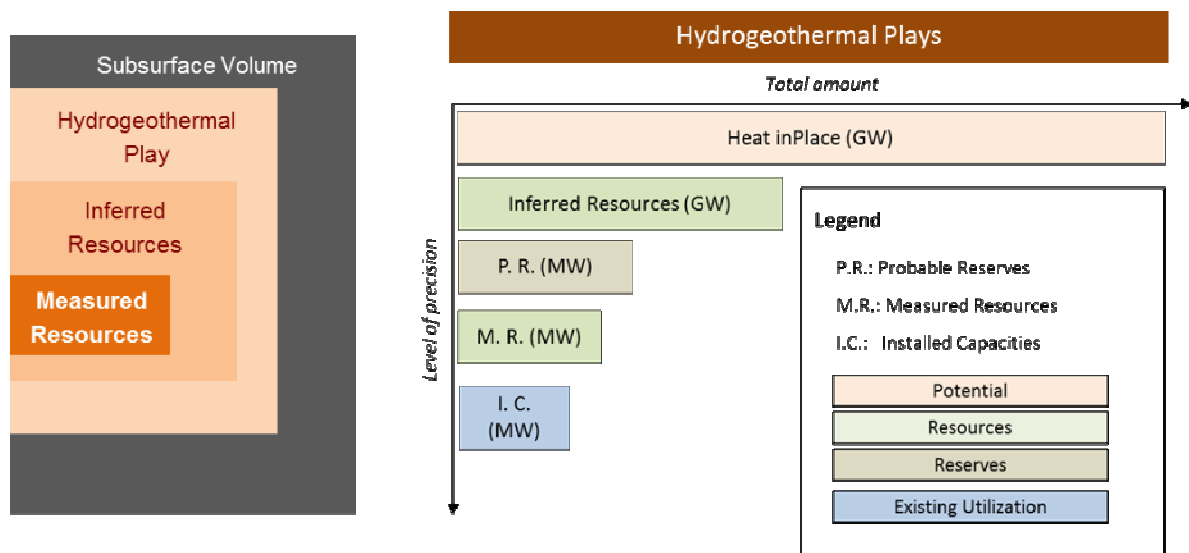 Subsurface Volume
Hydrogeothermal
Play
Inferred
Resources
Measured
Resources
Hydrogeothermal Plays
Total amount
Level of precision
Heat inPlace (GW)
Inferred Resources (GW)
P. R. (MW)
M. R. (MW)
I. C.
(MW)
Legend
P.R.: Probable Reserves
M.R.: Measured Resources
I.C.: Installed Capacities
Potential
Resources
Reserves
Existing Utilization